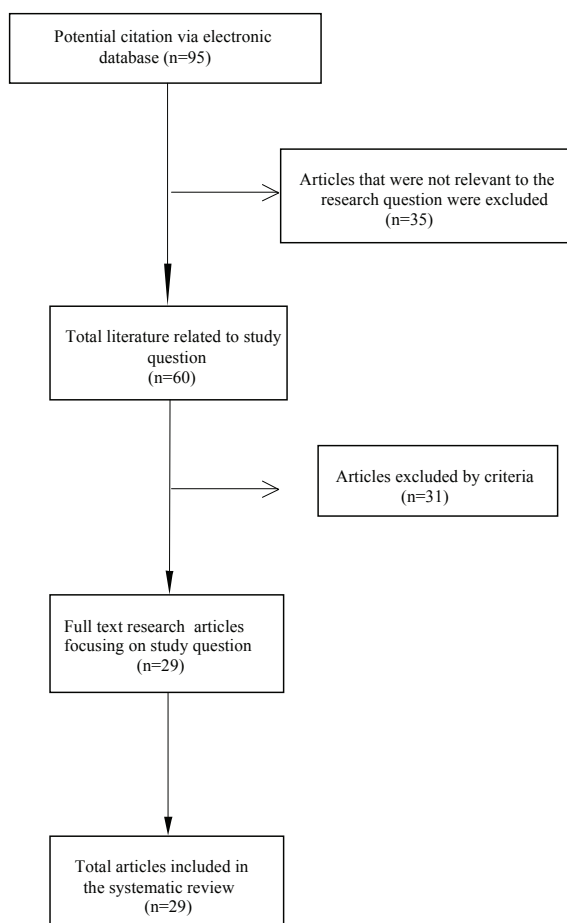 Potential citation via electronic
database (n=95)
Articles that were not relevant to the
research question were excluded
(n=35)
Total literature related to study
question
(n=60)
Articles excluded by criteria
(n=31)
Full text research articles
focusing on study question
(n=29)
Total articles included in
the systematic review
(n=29)